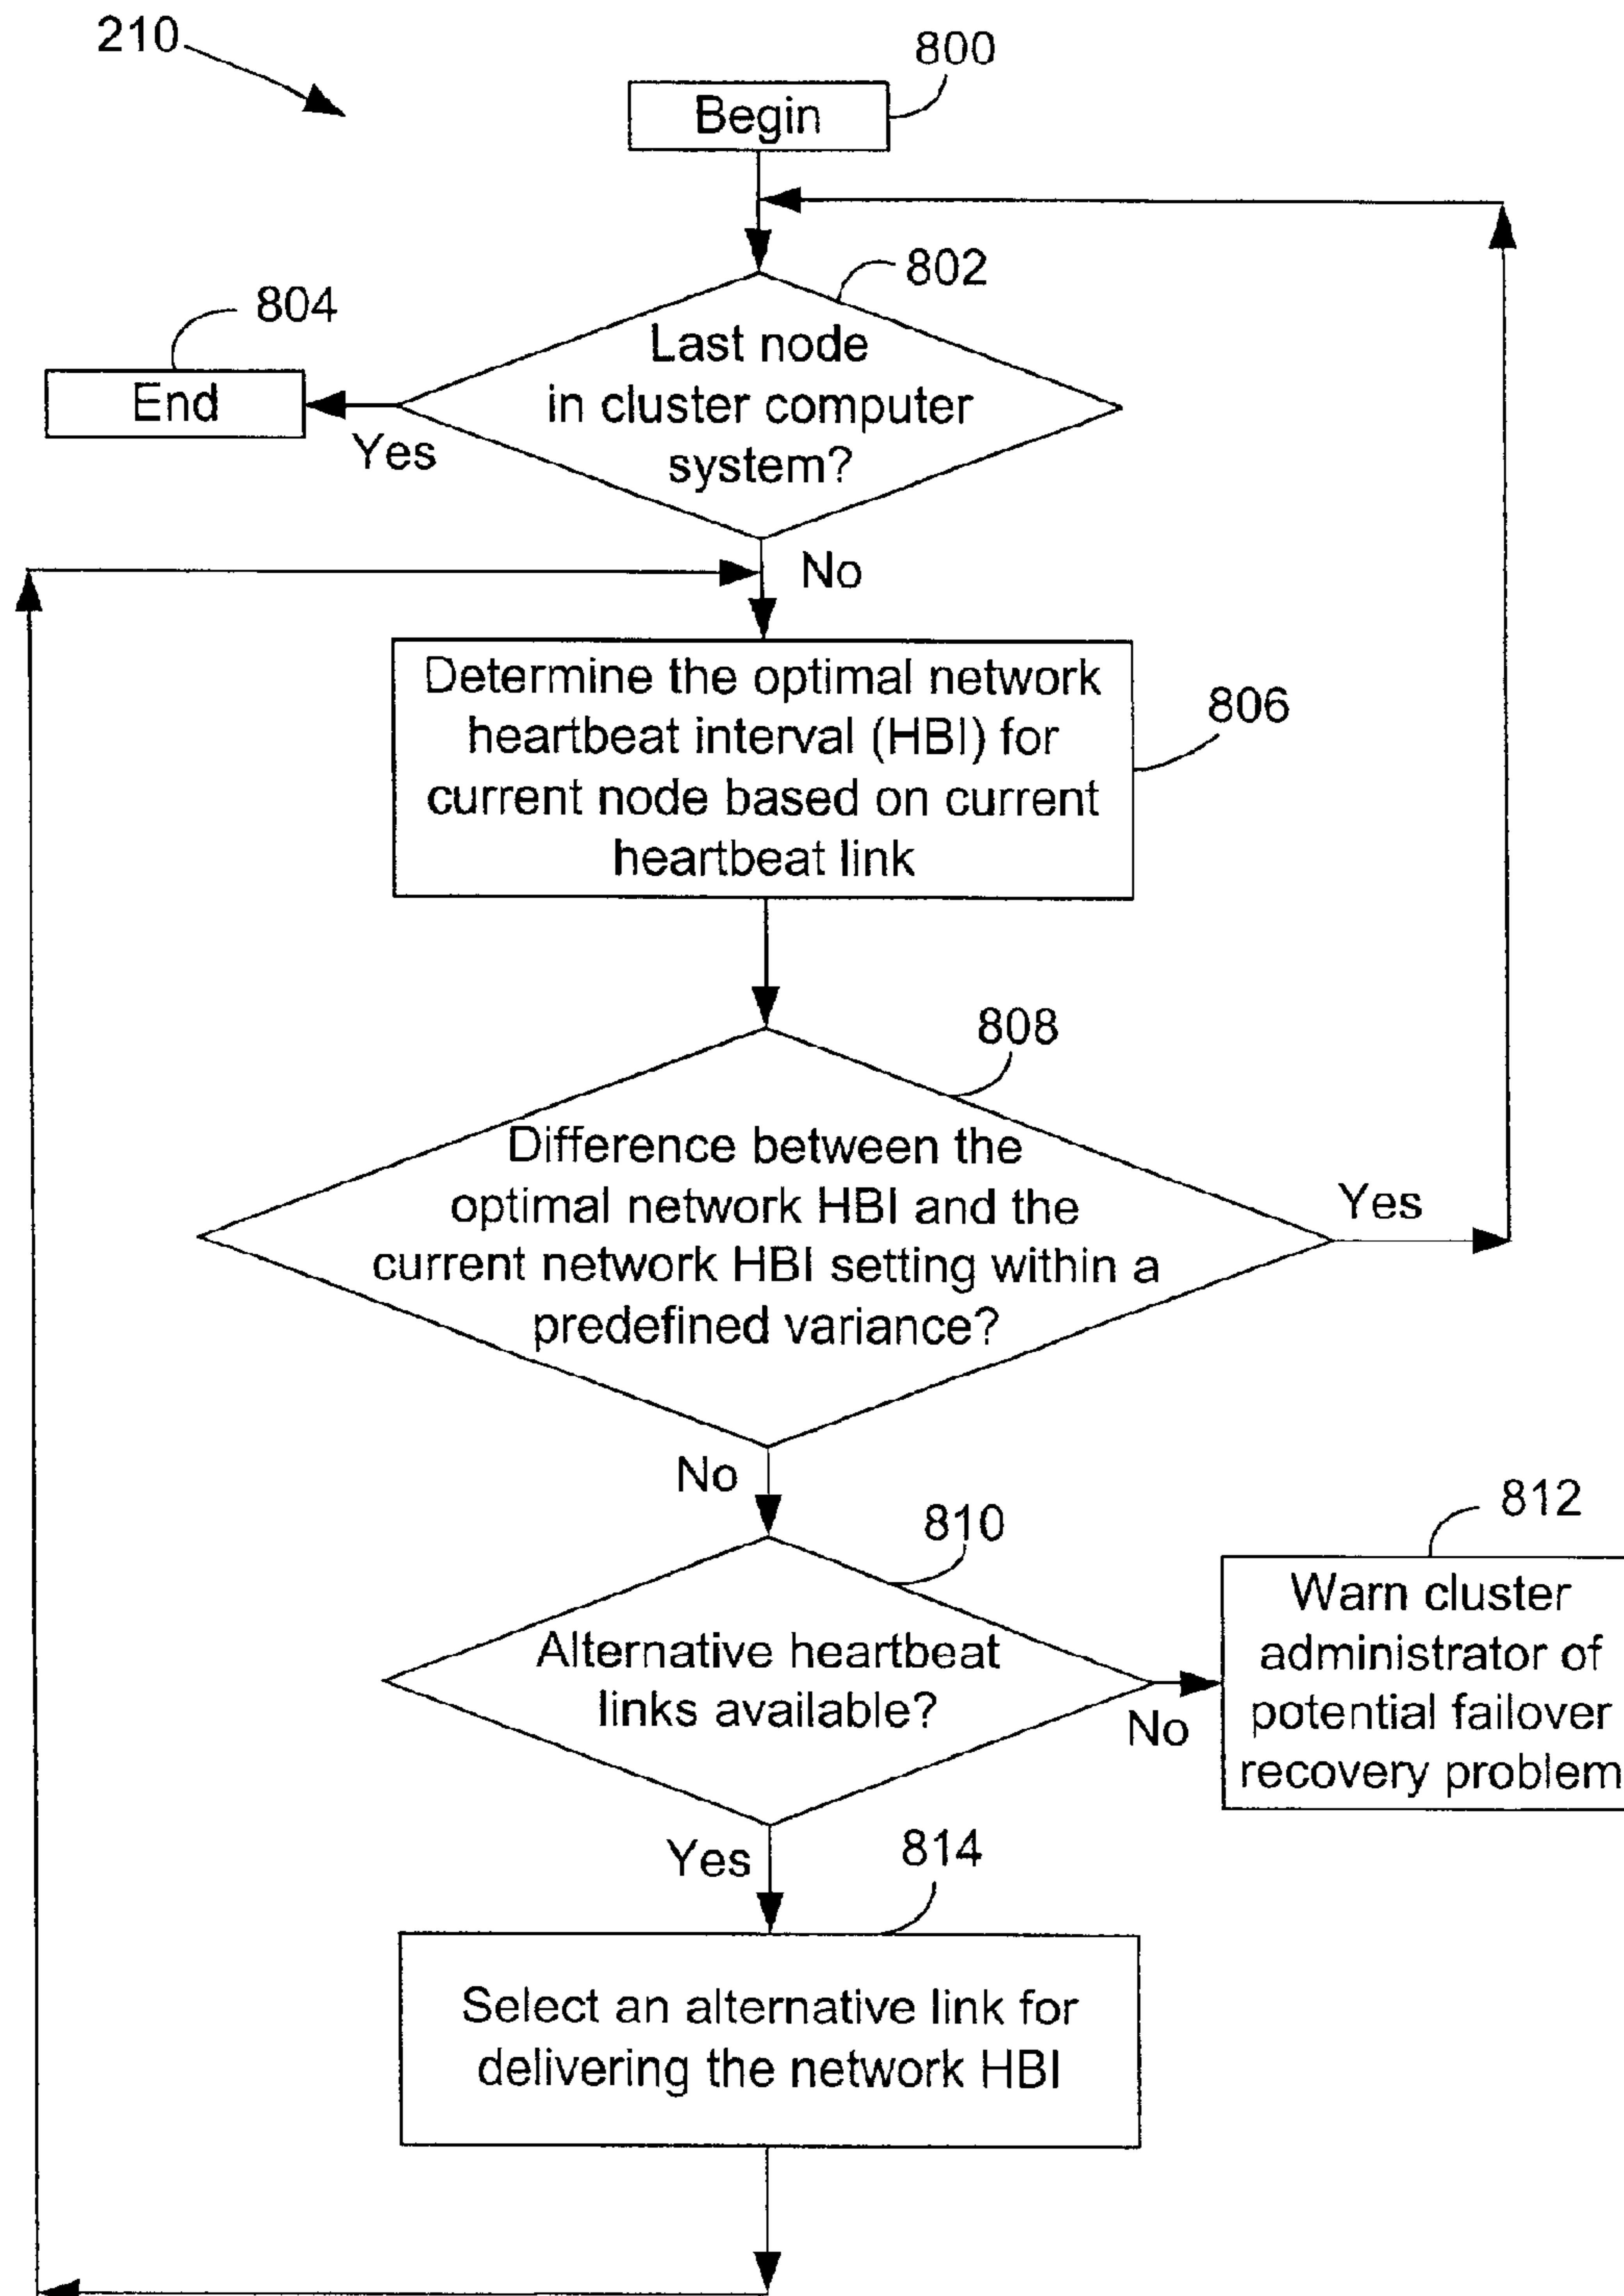 210
800
Begin
802
804
Last node
in cluster computer
system?
End
Yes
No
Determine the optimal network
heartbeat interval (HBI) for
current node based on current
heartbeat link
806
808
Difference between the
optimal network HBI and the
current network HBI setting within a
predefined variance?
Yes
No
810
812
Alternative heartbeat
links available?
No
Warn cluster
administrator of
potential failover
recovery problem
Yes
814
Select an alternative link for
delivering the network HBI